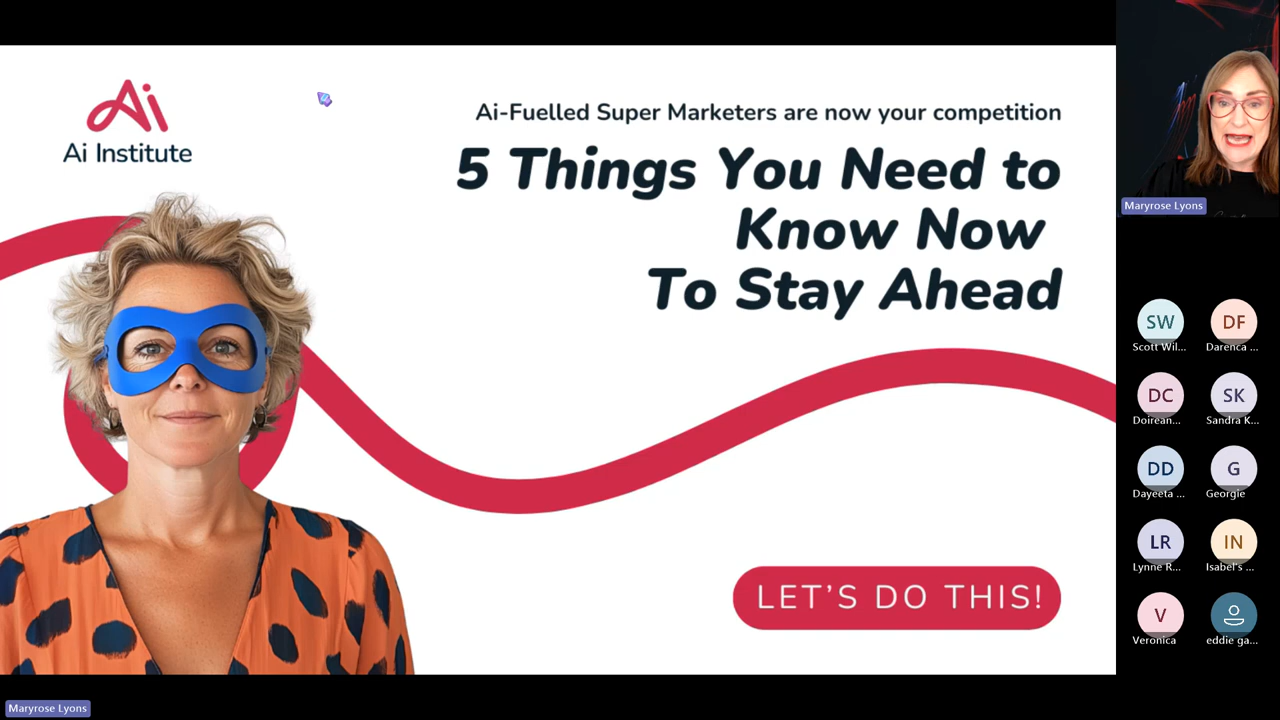 Ai
Ai Institute
Ai-Fuelled Super Marketers are now your competition
5 Things You Need to
Know Now
To Stay Ahead
LET'S DO THIS!
Maryrose Lyons
SW
Scott Wil...
DF
Darenca ...
DC
Doirean...
SK
Sandra K...
DD
Dayeeta ...
G
Georgie
LR
Lynne R...
IN
Isabel's ...
V
Veronica
eddie ga...
Maryrose Lyons